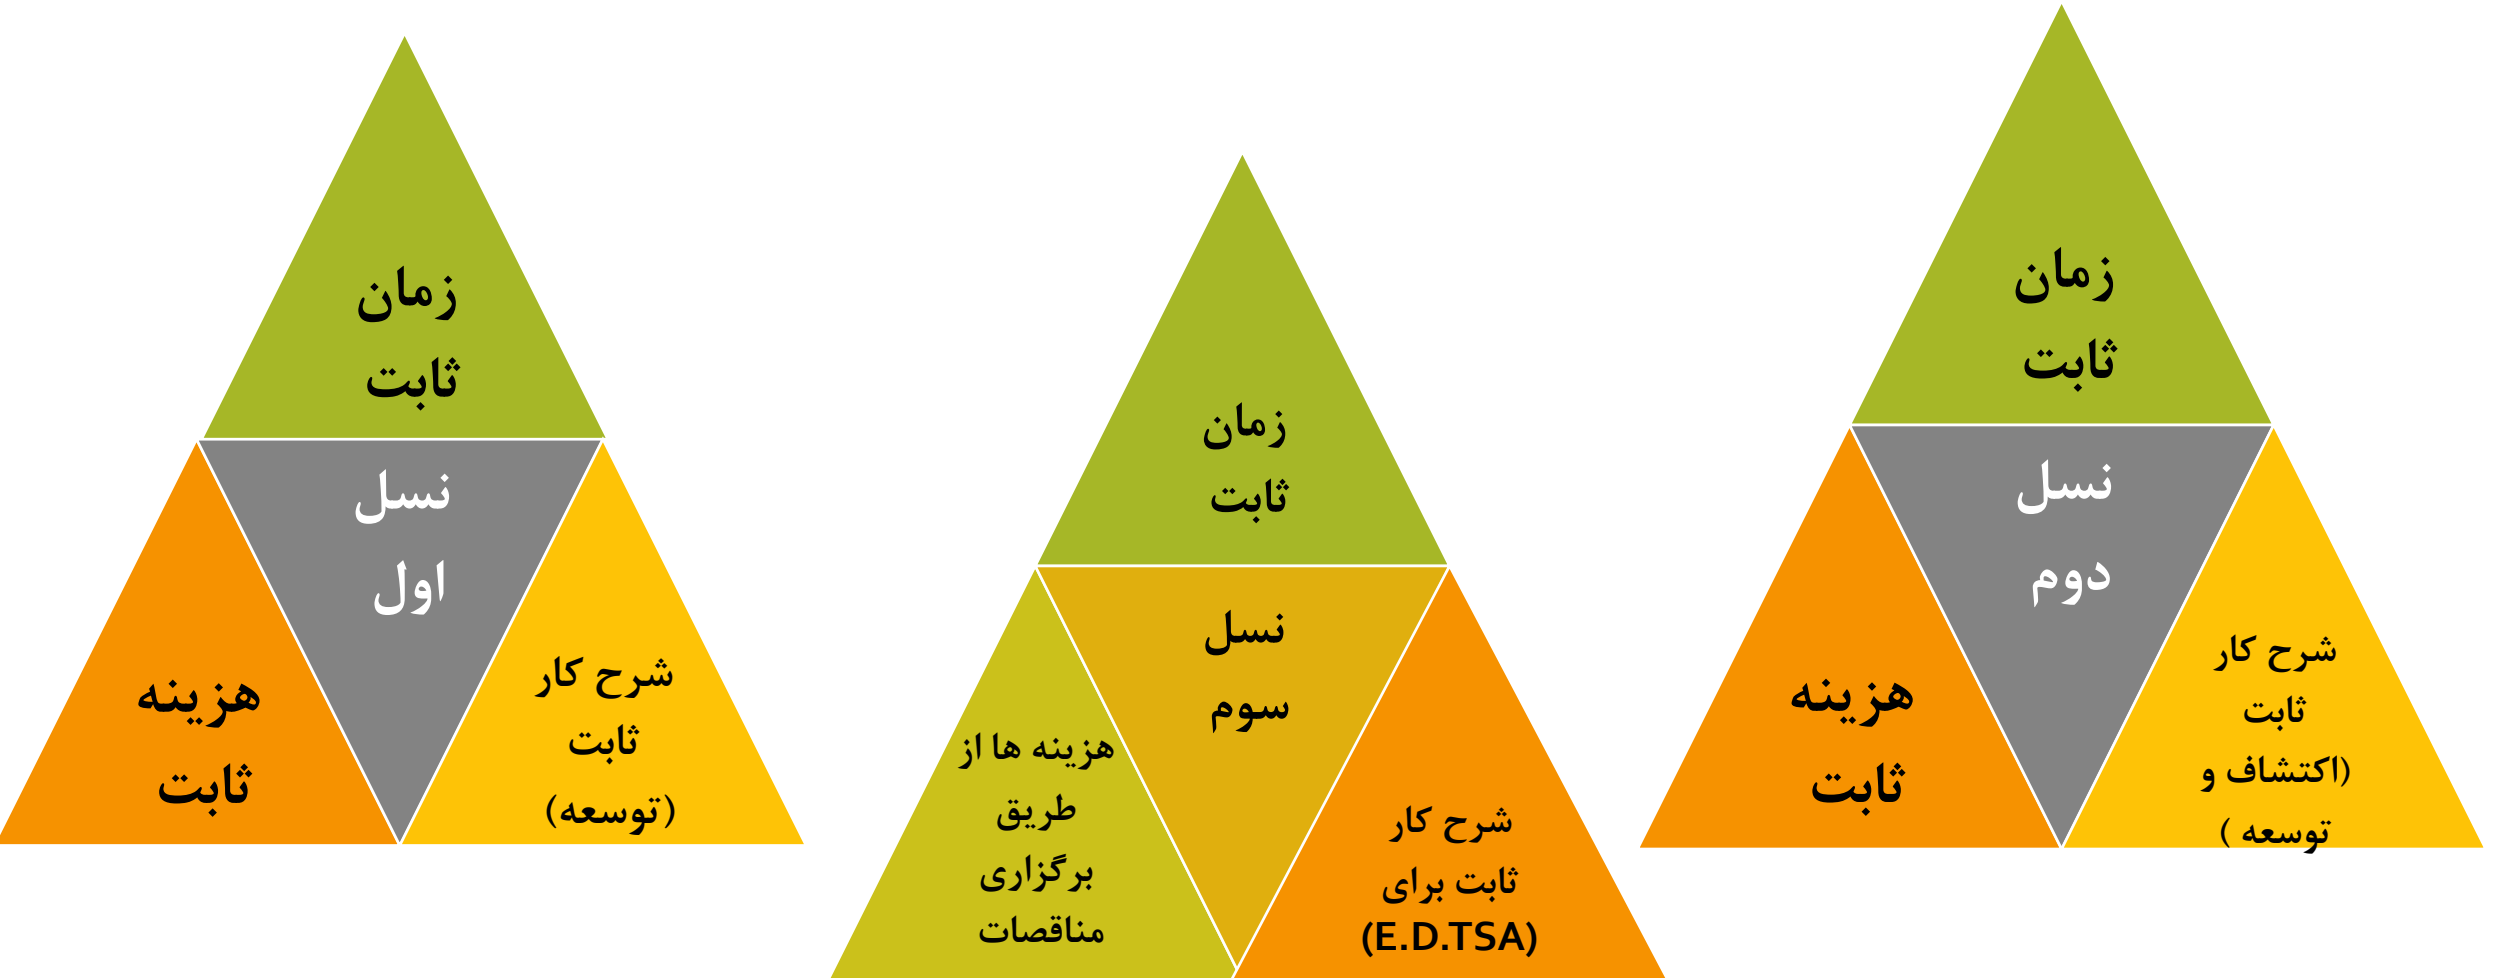 زمان
ثابت
نسل
اول
هزینه
ثابت
شرح کار
ثابت
(توسعه)
زمان
ثابت
نسل
سوم
هزینه ها از
طریق
برگزاری
مناقصات
شرح کار
ثابت برای
(E.D.TSA)
زمان
ثابت
نسل
دوم
هزینه
ثابت
شرح کار
ثابت
(اکتشاف و
توسعه )